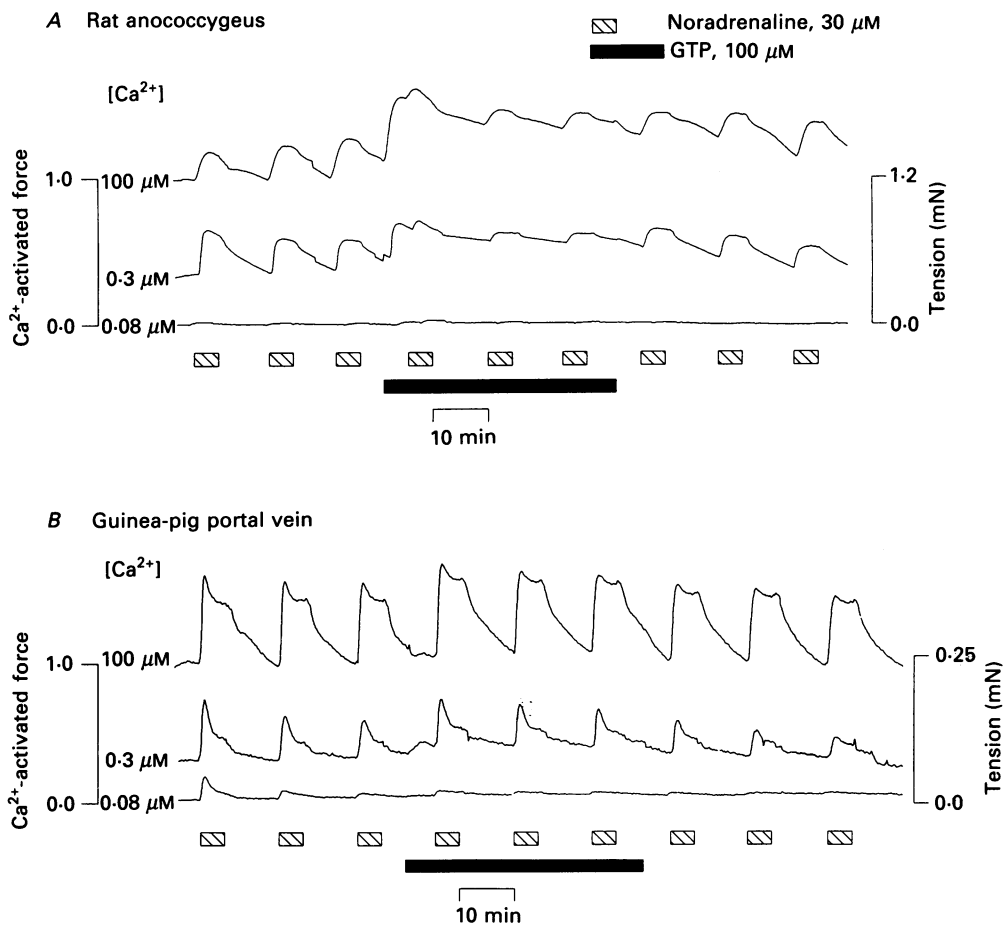 A Rat anococcygeus
Noradrenaline, 30 μM
GTP, 100 μM
[Ca2+]
Ca2+-activated force
1·0
100 μM
0·3 μM
0·0
0·08 μM
1·2
0·0
Tension (mN)
10 min
B Guinea-pig portal vein
[Ca2+]
Ca2+-activated force
100 μM
1·0
0·3 μM
0·0
0·08 μM
0·25
0·0
Tension (mN)
10 min